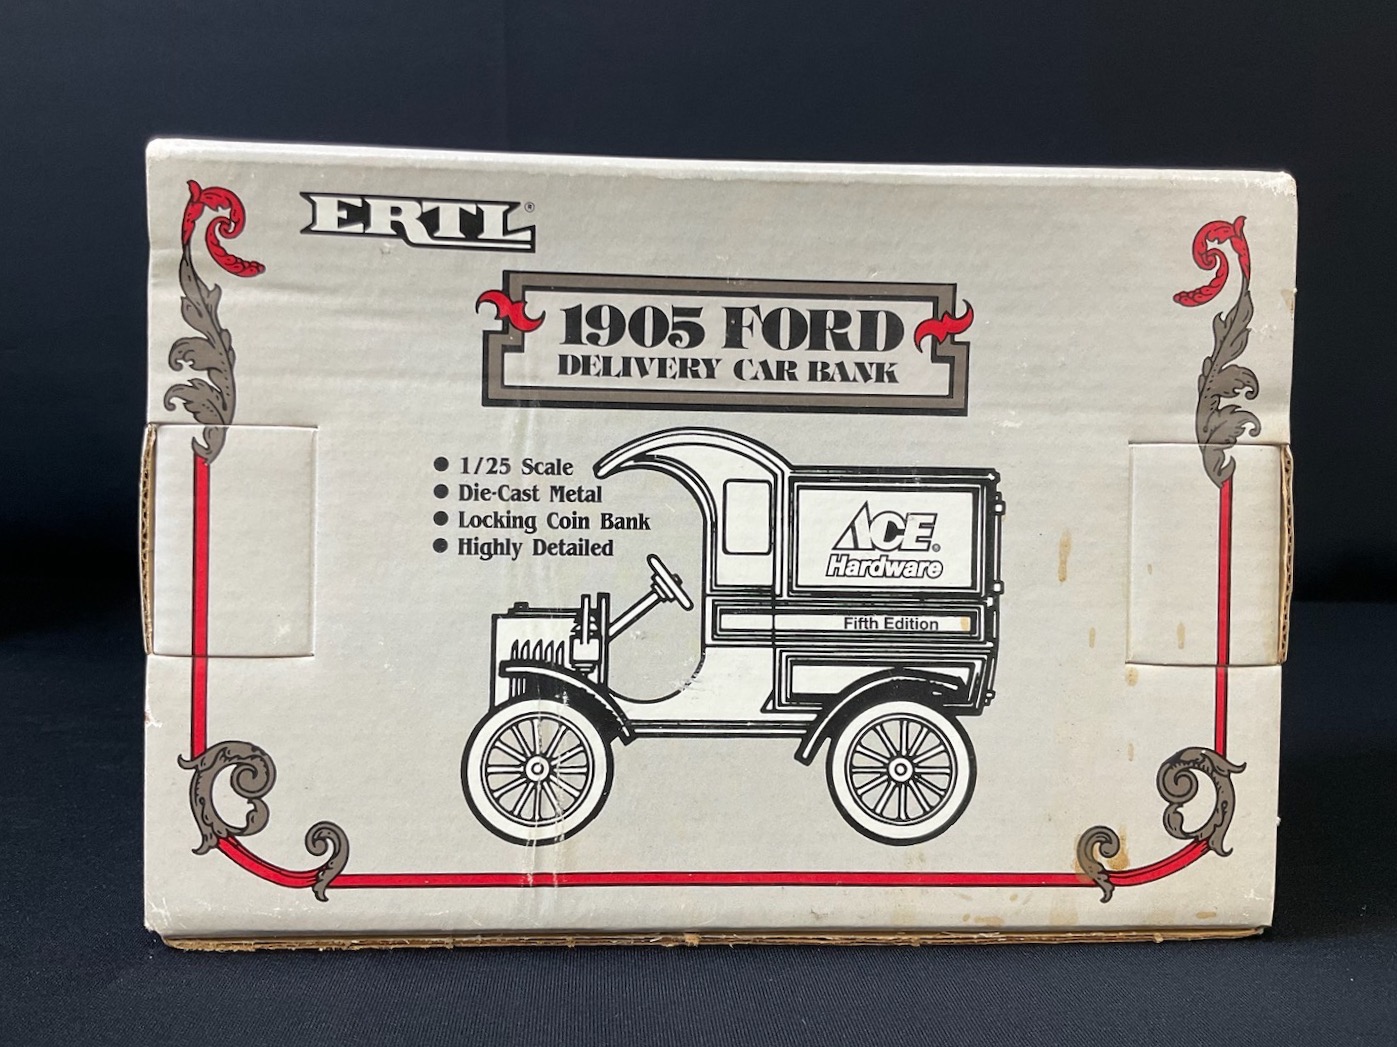 ERTL®
1905 FORD
DELIVERY CAR BANK
● 1/25 Scale
● Die-Cast Metal
● Locking Coin Bank
● Highly Detailed
ACE®
Hardware
Fifth Edition